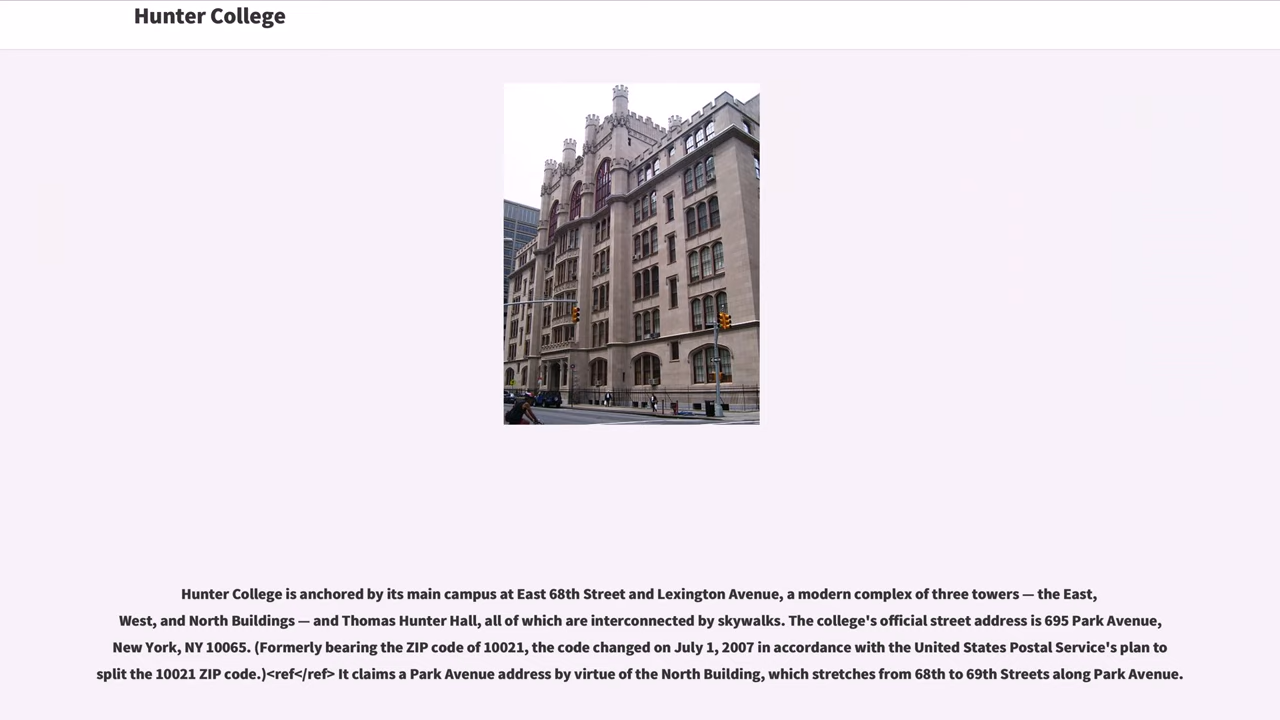 Hunter College
Hunter College is anchored by its main campus at East 68th Street and Lexington Avenue, a modern complex of three towers — the East,
West, and North Buildings — and Thomas Hunter Hall, all of which are interconnected by skywalks. The college's official street address is 695 Park Avenue,
New York, NY 10065. (Formerly bearing the ZIP code of 10021, the code changed on July 1, 2007 in accordance with the United States Postal Service's plan to
split the 10021 ZIP code.)<ref</ref> It claims a Park Avenue address by virtue of the North Building, which stretches from 68th to 69th Streets along Park Avenue.